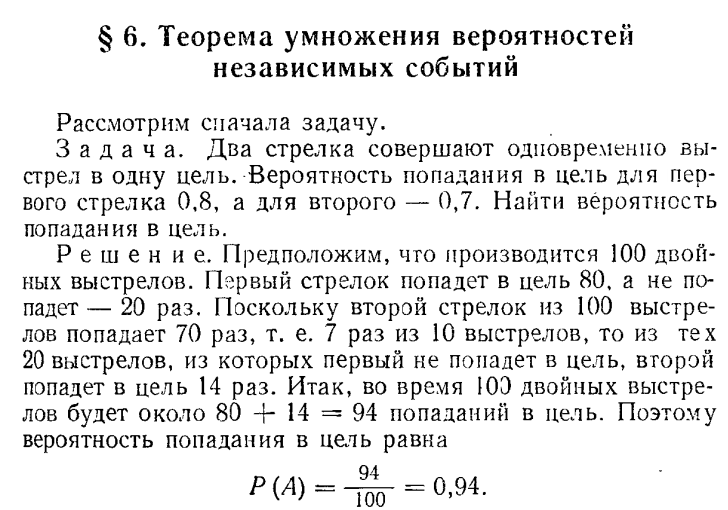 § 6. Теорема умножения вероятностей
независимых событий
Рассмотрим сначала задачу.
Задача. Два стрелка совершают одновременно вы-
стрел в одну цель. Вероятность попадания в цель для пер-
вого стрелка 0,8, а для второго — 0,7. Найти вероятность
попадания в цель.
Решение. Предположим, что производится 100 двой-
ных выстрелов. Первый стрелок попадет в цель 80, а не по-
падет — 20 раз. Поскольку второй стрелок из 100 выстре-
лов попадает 70 раз, т. е. 7 раз из 10 выстрелов, то из тех
20 выстрелов, из которых первый не попадет в цель, второй
попадет в цель 14 раз. Итак, во время 100 двойных выстре-
лов будет около 80 + 14 = 94 попаданий в цель. Поэтому
вероятность попадания в цель равна
P (A) = 94/100 = 0,94.